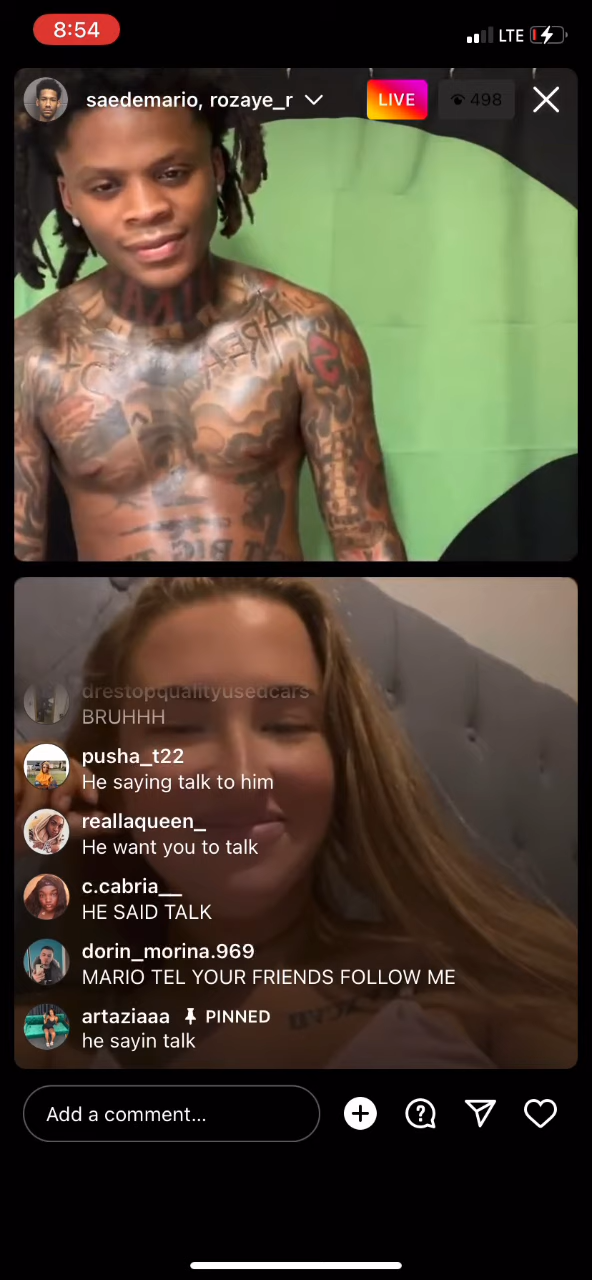 8:54
LTE
saedemario, rozaye_r
LIVE
498
drestopqualityusedcars
BRUHHH
pusha_t22
He saying talk to him
reallaqueen_
He want you to talk
c.cabria__
HE SAID TALK
dorin_morina.969
MARIO TEL YOUR FRIENDS FOLLOW ME
artaziaaa PINNED
he sayin talk
Add a comment...